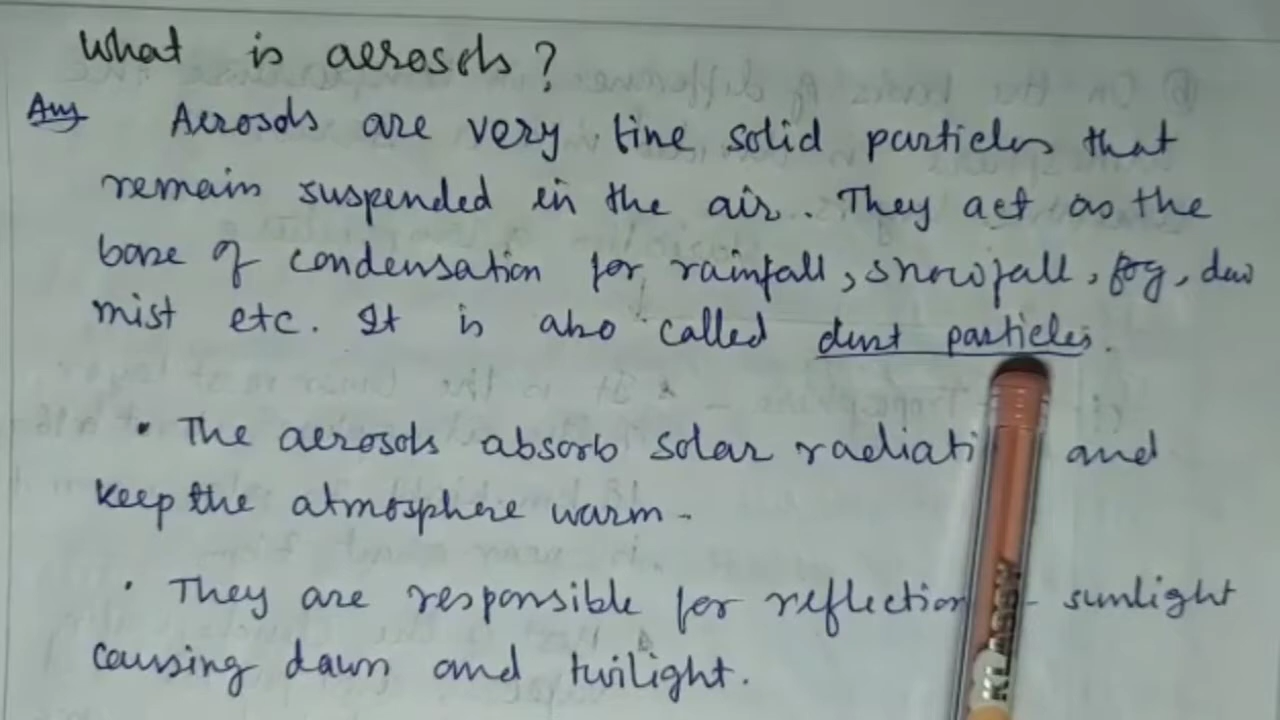 What is aerosols?
Ans Aerosols are very fine solid particles that
remain suspended in the air. They act as the
base of condensation for rainfall, snowfall, fog, dew
mist etc. It is also called dust particles.
• The aerosols absorb solar radiati and
keep the atmosphere warm.
• They are responsible for reflection sunlight
causing dawn and twilight.
KLASSY